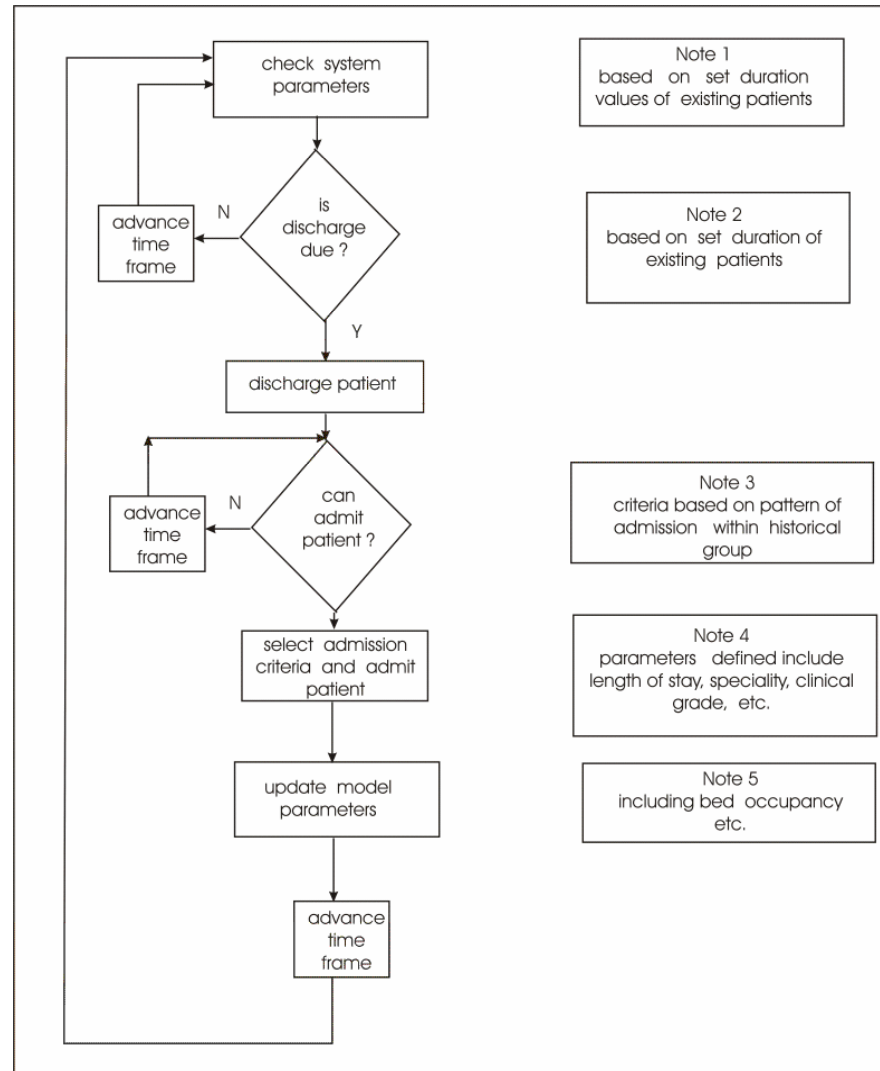 check system
parameters
Note 1
based on set duration
values of existing patients
is
discharge
due ?
N
advance
time
frame
Note 2
based on set duration of
existing patients
Y
discharge patient
can
admit
patient ?
N
advance
time
frame
Note 3
criteria based on pattern of
admission within historical
group
select admission
criteria and admit
patient
Note 4
parameters defined include
length of stay, speciality, clinical
grade, etc.
update model
parameters
Note 5
including bed occupancy
etc.
advance
time
frame